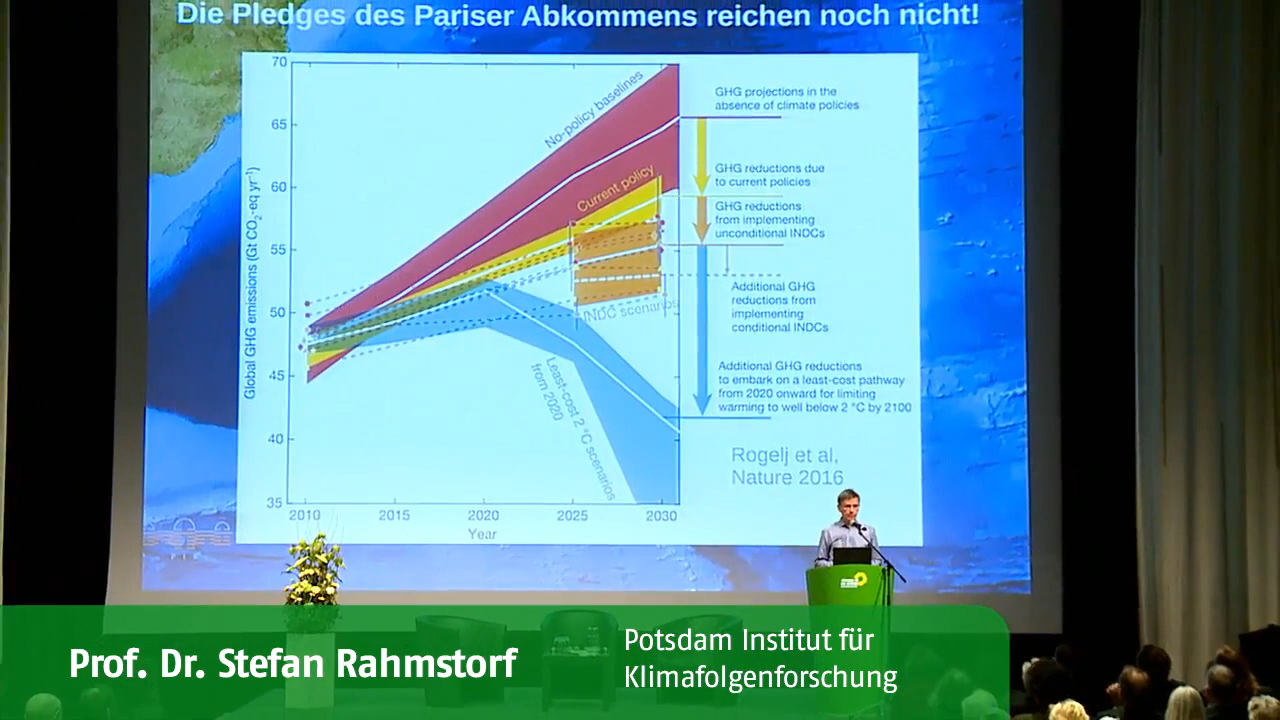 Die Pledges des Pariser Abkommens reichen noch nicht!
70
65
60
55
50
45
40
35
Global GHG emissions (Gt CO₂-eq yr⁻¹)
2010
2015
2020
2025
2030
Year
No-policy baselines
Current policy
INDC scenarios
Least-cost 2 °C scenarios
from 2020
GHG projections in the
absence of climate policies
GHG reductions due
to current policies
GHG reductions
from implementing
unconditional INDCs
Additional GHG
reductions from
implementing
conditional INDCs
Additional GHG reductions
to embark on a least-cost pathway
from 2020 onward for limiting
warming to well below 2 °C by 2100
Rogelj et al,
Nature 2016
Prof. Dr. Stefan Rahmstorf
Potsdam Institut für
Klimafolgenforschung